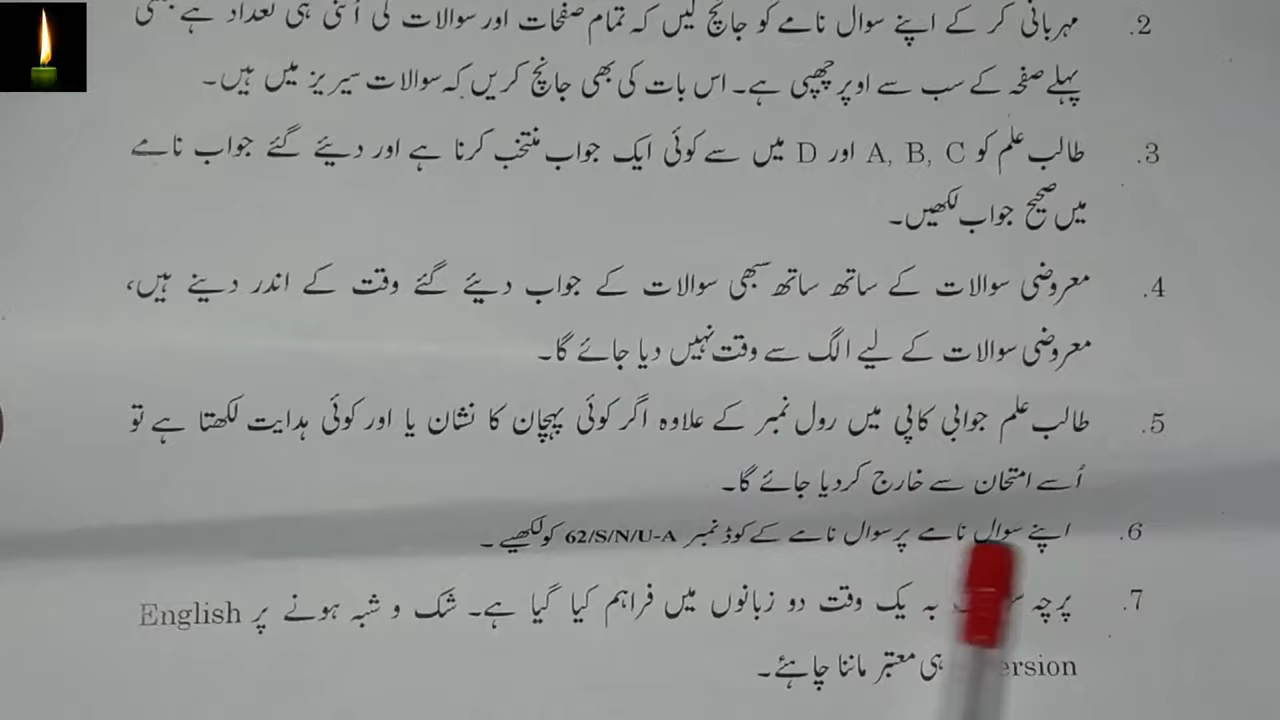 2. مہربانی کر کے اپنے سوال نامے کو جانچ لیں کہ تمام صفحات اور سوالات کی اُتنی ہی تعداد ہے جتنی
پہلے صفحہ کے سب سے اوپر چھپی ہے۔ اس بات کی بھی جانچ کریں کہ سوالات سیریز میں ہیں۔
3. طالب علم کو A, B, C اور D میں سے کوئی ایک جواب منتخب کرنا ہے اور دیئے گئے جواب نامے
میں صحیح جواب لکھیں۔
4. معروضی سوالات کے ساتھ ساتھ سبھی سوالات کے جواب دیئے گئے وقت کے اندر دینے ہیں،
معروضی سوالات کے لیے الگ سے وقت نہیں دیا جائے گا۔
5. طالب علم جوابی کاپی میں رول نمبر کے علاوہ اگر کوئی پہچان کا نشان یا اور کوئی ہدایت لکھتا ہے تو
اُسے امتحان سے خارج کردیا جائے گا۔
6. اپنے سوال نامے پر سوال نامے کے کوڈ نمبر 62/S/N/U-A کو لکھیے۔
7. پرچہ بہ یک وقت دو زبانوں میں فراہم کیا گیا ہے۔ شک و شبہ ہونے پر English
ہی معتبر ماننا چاہئے۔